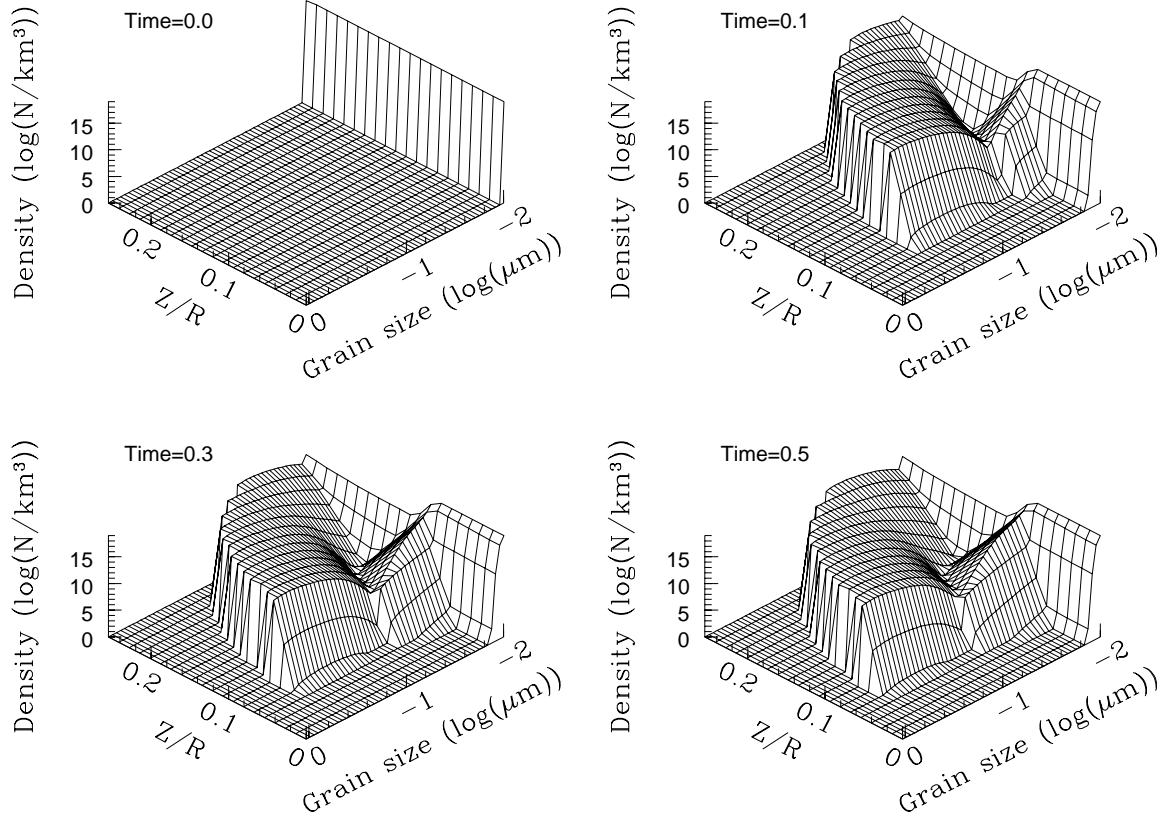 Time=0.0
Density (log(N/km³))
15
10
5
0
0.2
0.1
0
Z/R
0
−1
−2
Grain size (log(μm))
Time=0.1
Density (log(N/km³))
15
10
5
0
0.2
0.1
0
Z/R
0
−1
−2
Grain size (log(μm))
Time=0.3
Density (log(N/km³))
15
10
5
0
0.2
0.1
0
Z/R
0
−1
−2
Grain size (log(μm))
Time=0.5
Density (log(N/km³))
15
10
5
0
0.2
0.1
0
Z/R
0
−1
−2
Grain size (log(μm))